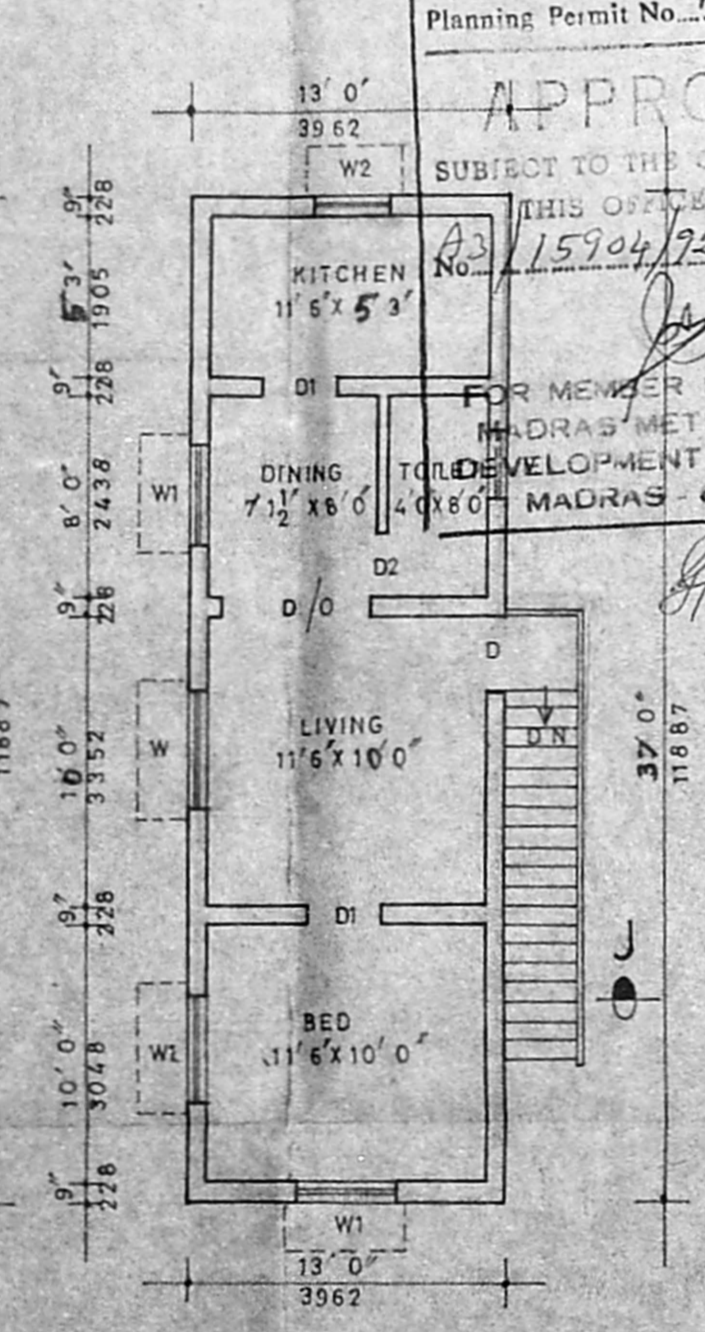 Planning Permit No....
13' 0"
3962
APPRO
W2
SUBJECT TO THE
THIS OFFICE
No. A3/15904/92
9" 228
KITCHEN
11' 6" X 5' 3"
5' 3" 1905
9" 228
D1
FOR MEMBER
MADRAS MET
DEVELOPMENT
MADRAS -
W1
DINING
7' 1½" X 8' 0"
TOILE
4' 0" X 8' 0"
8' 0" 2438
D2
9" 228
D/O
D
DN
W
LIVING
11' 6" X 10' 0"
10' 0" 3352
37' 0"
11887
11887
9" 228
D1
BED
11' 6" X 10' 0"
W1
10' 0" 3048
9" 228
W1
13' 0"
3962